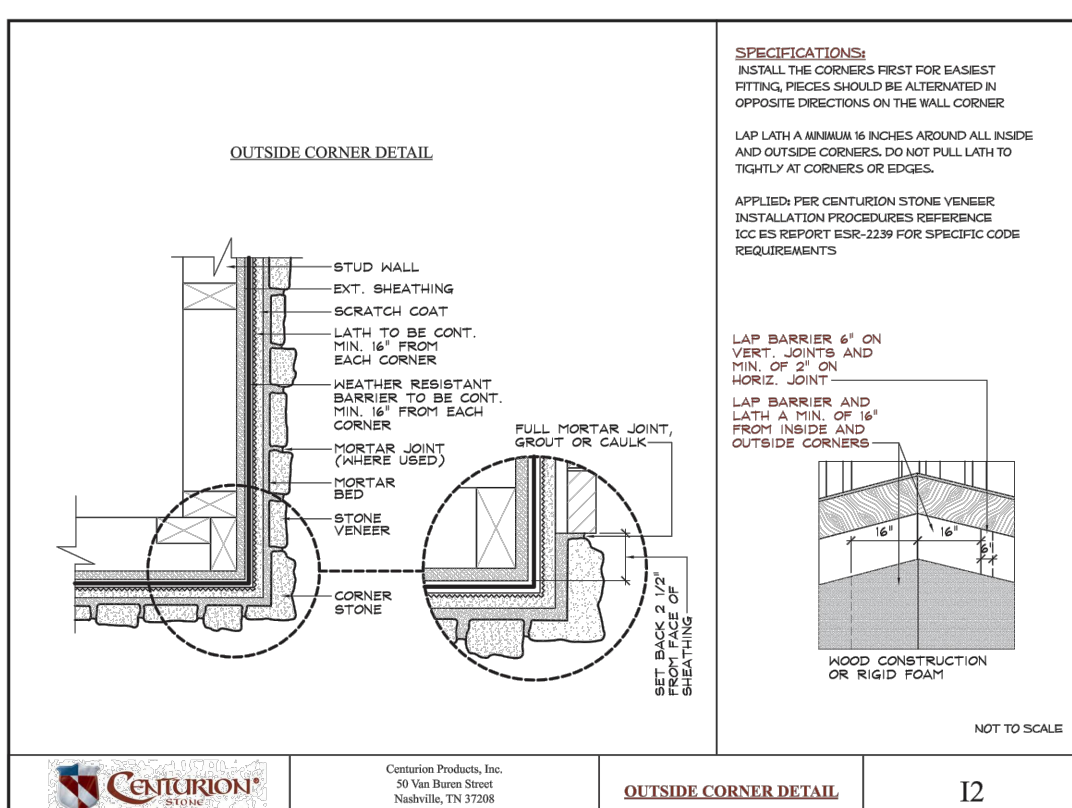 OUTSIDE CORNER DETAIL
STUD WALL
EXT. SHEATHING
SCRATCH COAT
LATH TO BE CONT.
MIN. 16" FROM
EACH CORNER
WEATHER RESISTANT
BARRIER TO BE CONT.
MIN. 16" FROM EACH
CORNER
MORTAR JOINT
(WHERE USED)
MORTAR
BED
STONE
VENEER
CORNER
STONE
FULL MORTAR JOINT,
GROUT OR CAULK
SET BACK 2 1/2"
FROM FACE OF
SHEATHING
SPECIFICATIONS:
INSTALL THE CORNERS FIRST FOR EASIEST
FITTING, PIECES SHOULD BE ALTERNATED IN
OPPOSITE DIRECTIONS ON THE WALL CORNER
LAP LATH A MINIMUM 16 INCHES AROUND ALL INSIDE
AND OUTSIDE CORNERS. DO NOT PULL LATH TO
TIGHTLY AT CORNERS OR EDGES.
APPLIED: PER CENTURION STONE VENEER
INSTALLATION PROCEDURES REFERENCE
ICC ES REPORT ESR-2239 FOR SPECIFIC CODE
REQUIREMENTS
LAP BARRIER 6" ON
VERT. JOINTS AND
MIN. OF 2" ON
HORIZ. JOINT
LAP BARRIER AND
LATH A MIN. OF 16"
FROM INSIDE AND
OUTSIDE CORNERS
16" 16"
6"
WOOD CONSTRUCTION
OR RIGID FOAM
NOT TO SCALE
CENTURION®
STONE
Centurion Products, Inc.
50 Van Buren Street
Nashville, TN 37208
OUTSIDE CORNER DETAIL
I2